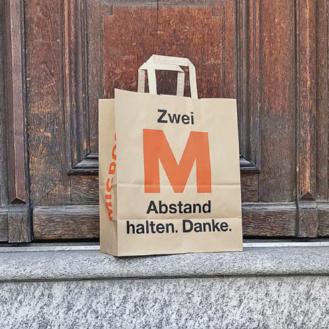 Zwei
M
Abstand
halten. Danke.